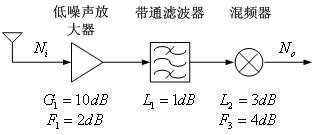 低噪声放
大器
带通滤波器
混频器
N_i
N_o
G_1 = 10dB
F_1 = 2dB
L_1 = 1dB
L_2 = 3dB
F_3 = 4dB